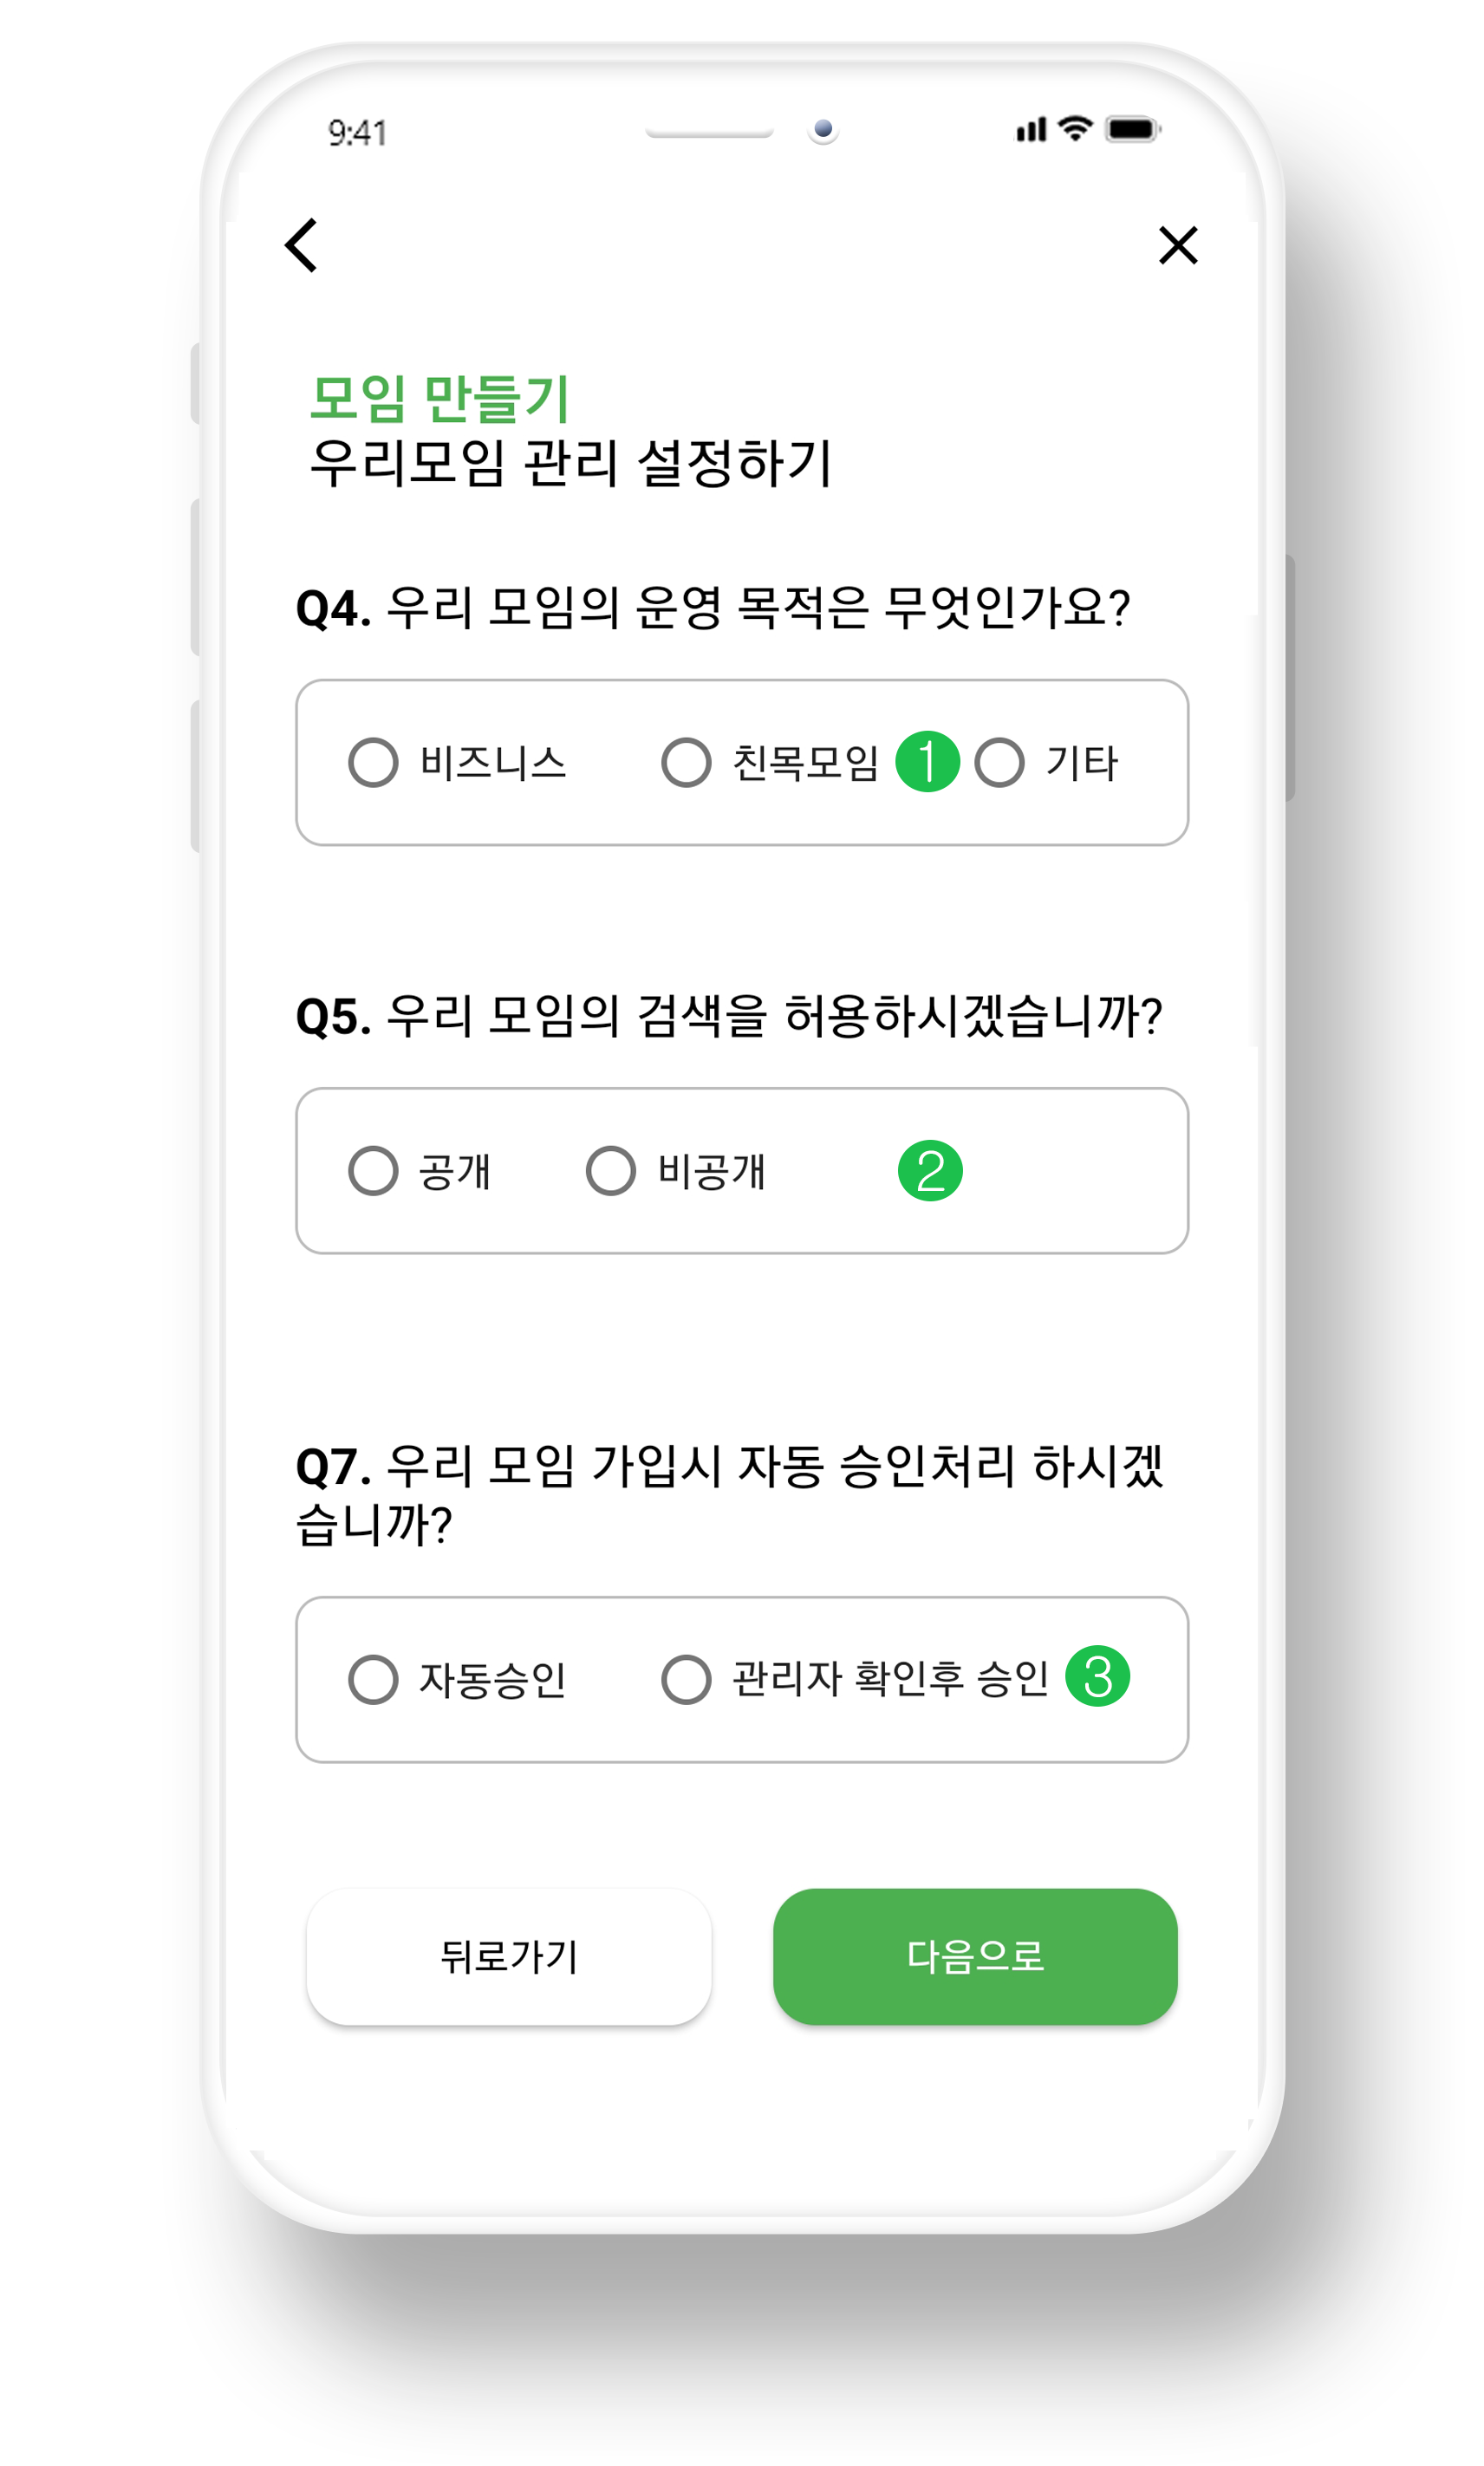 9:41
모임 만들기
우리모임 관리 설정하기
Q4. 우리 모임의 운영 목적은 무엇인가요?
비즈니스 친목모임 1 기타
Q5. 우리 모임의 검색을 허용하시겠습니까?
공개 비공개 2
Q7. 우리 모임 가입시 자동 승인처리 하시겠
습니까?
자동승인 관리자 확인후 승인 3
뒤로가기 다음으로